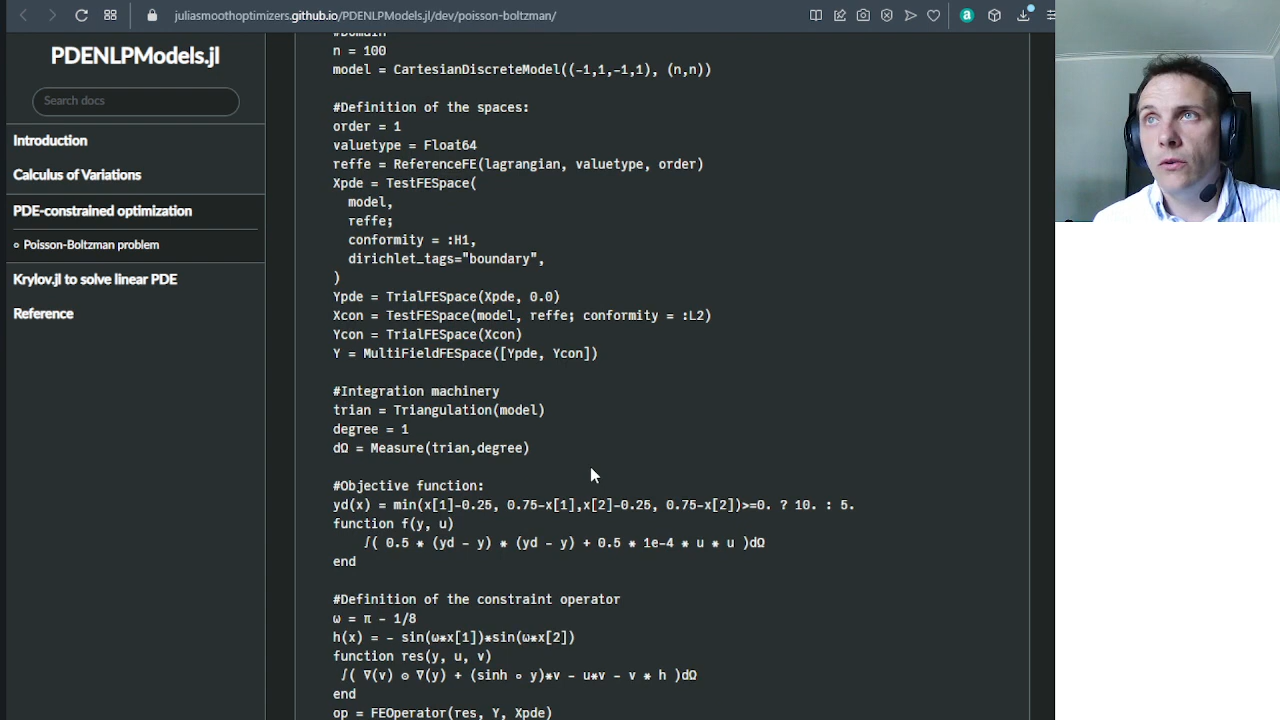 juliasmoothoptimizers.github.io/PDENLPModels.jl/dev/poisson-boltzman/
PDENLPModels.jl
Search docs
Introduction
Calculus of Variations
PDE-constrained optimization
Poisson-Boltzman problem
Krylov.jl to solve linear PDE
Reference
#Domain
n = 100
model = CartesianDiscreteModel((-1,1,-1,1), (n,n))
#Definition of the spaces:
order = 1
valuetype = Float64
reffe = ReferenceFE(lagrangian, valuetype, order)
Xpde = TestFESpace(
model,
reffe;
conformity = :H1,
dirichlet_tags="boundary",
)
Ypde = TrialFESpace(Xpde, 0.0)
Xcon = TestFESpace(model, reffe; conformity = :L2)
Ycon = TrialFESpace(Xcon)
Y = MultiFieldFESpace([Ypde, Ycon])
#Integration machinery
trian = Triangulation(model)
degree = 1
dΩ = Measure(trian,degree)
#Objective function:
yd(x) = min(x[1]-0.25, 0.75-x[1],x[2]-0.25, 0.75-x[2])>=0. ? 10. : 5.
function f(y, u)
∫( 0.5 * (yd - y) * (yd - y) + 0.5 * 1e-4 * u * u )dΩ
end
#Definition of the constraint operator
ω = π - 1/8
h(x) = - sin(ω*x[1])*sin(ω*x[2])
function res(y, u, v)
∫( ∇(v) ⊙ ∇(y) + (sinh ∘ y)*v - u*v - v * h )dΩ
end
op = FEOperator(res, Y, Xpde)